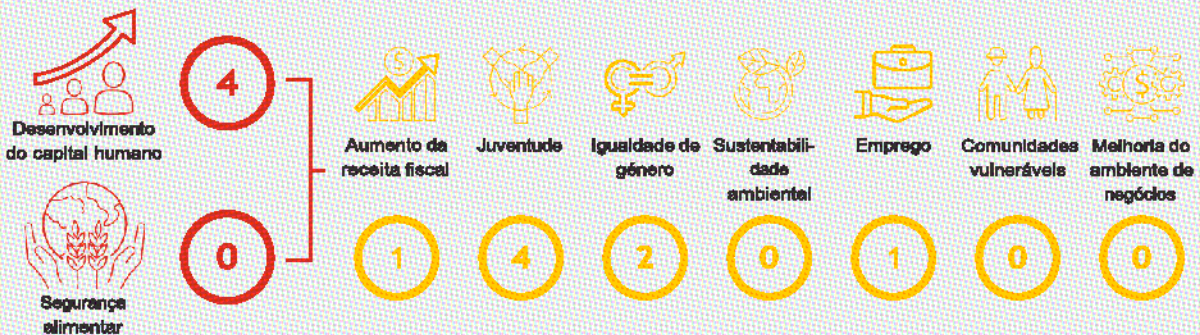 4
Desenvolvimento
do capital humano
0
Segurança
alimentar
$
Aumento da
receita fiscal
1
Juventude
4
Igualdade de
género
2
Sustentabili-
dade
ambiental
0
Emprego
1
Comunidades
vulneráveis
0
$
Melhoria do
ambiente de
negócios
0